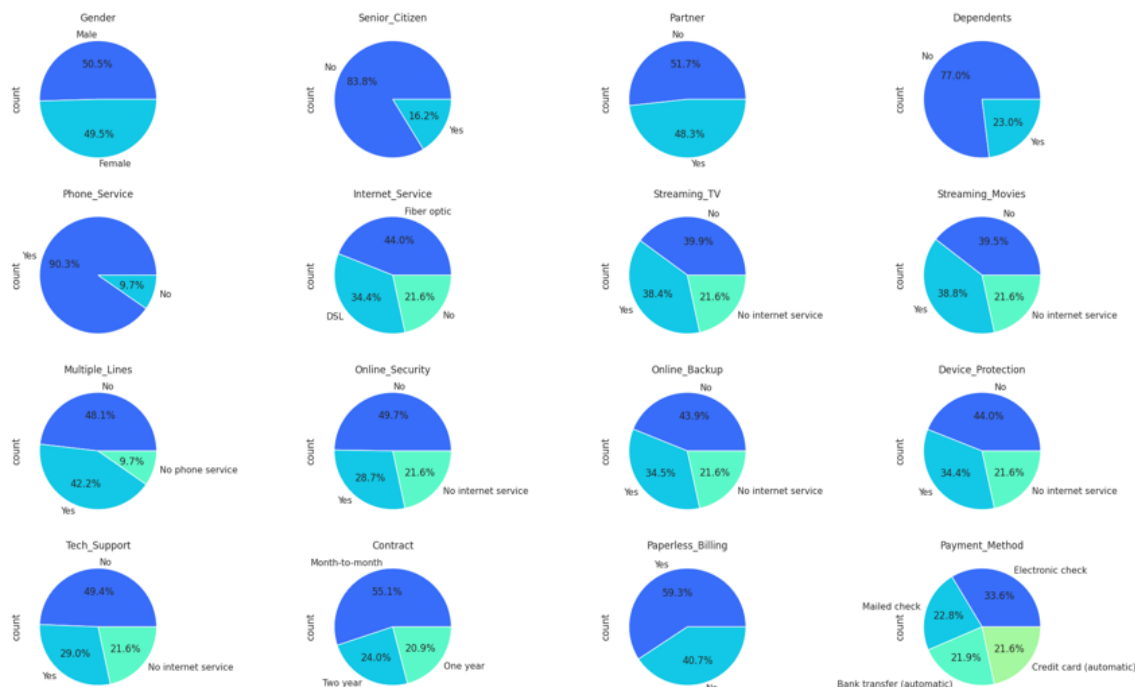 Gender
Male
50.5%
count
49.5%
Female
Senior_Citizen
No
83.8%
16.2%
Yes
Partner
No
51.7%
count
48.3%
Yes
Dependents
No
77.0%
count
23.0%
Yes
Phone_Service
Yes
90.3%
count
9.7%
No
Internet_Service
Fiber optic
44.0%
count
34.4%
21.6%
DSL
No
Streaming_TV
No
39.9%
count
38.4%
21.6%
Yes
No internet service
Streaming_Movies
No
39.5%
count
38.8%
21.6%
Yes
No internet service
Multiple_Lines
No
48.1%
count
9.7%
No phone service
42.2%
Yes
Online_Security
No
49.7%
count
28.7%
21.6%
Yes
No internet service
Online_Backup
No
43.9%
count
34.5%
21.6%
Yes
No internet service
Device_Protection
No
44.0%
count
34.4%
21.6%
Yes
No internet service
Tech_Support
No
49.4%
count
29.0%
21.6%
Yes
No internet service
Contract
Month-to-month
55.1%
count
24.0%
20.9%
One year
Two year
Paperless_Billing
Yes
59.3%
count
40.7%
No
Payment_Method
Electronic check
33.6%
Mailed check
22.8%
count
21.9%
21.6%
Credit card (automatic)
Bank transfer (automatic)